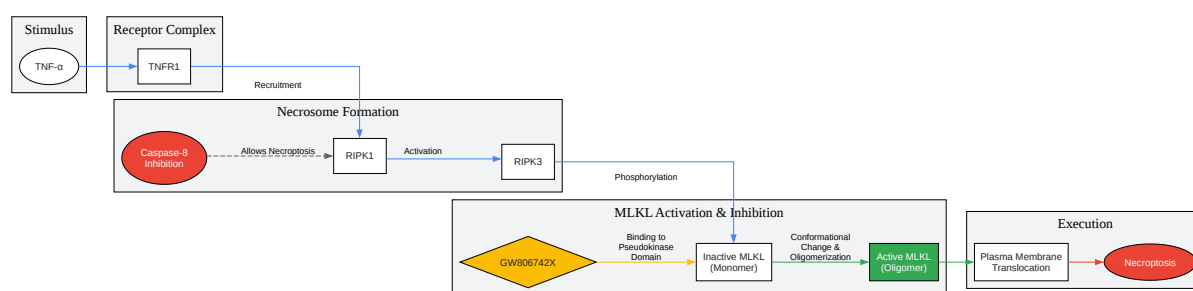 Stimulus
TNF-α
Receptor Complex
TNFR1
Recruitment
Necrosome Formation
Caspase-8
Inhibition
Allows Necroptosis
RIPK1
Activation
RIPK3
Phosphorylation
MLKL Activation & Inhibition
GW806742X
Binding to
Pseudokinase
Domain
Inactive MLKL
(Monomer)
Conformational
Change &
Oligomerization
Active MLKL
(Oligomer)
Execution
Plasma Membrane
Translocation
Necroptosis